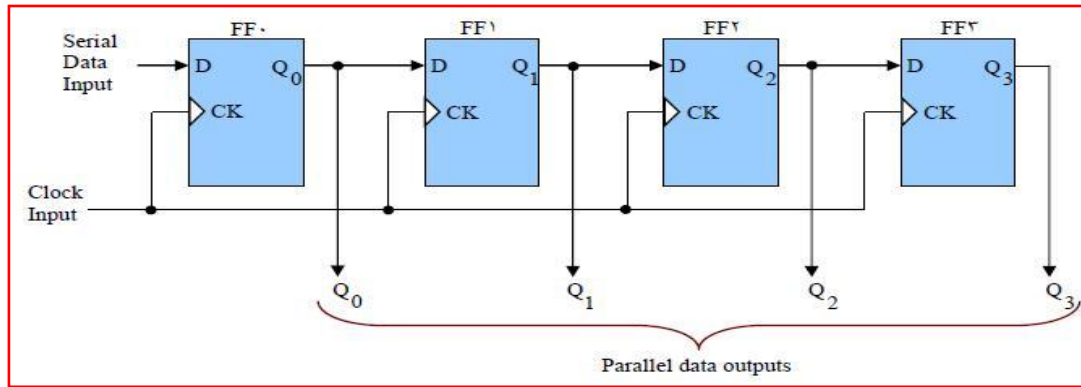 FF٠ FF١ FF٢ FF٣
Serial
Data
Input
D Q0 D Q1 D Q2 D Q3
CK CK CK CK
Clock
Input
Q0 Q1 Q2 Q3
Parallel data outputs